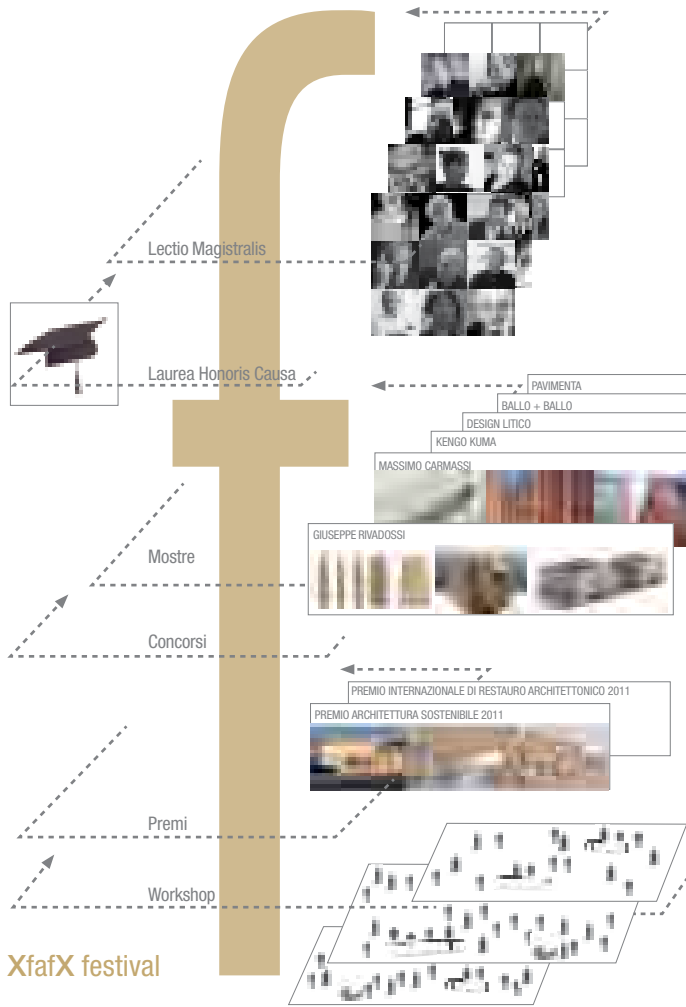 f
Lectio Magistralis
Laurea Honoris Causa
PAVIMENTA
BALLO + BALLO
DESIGN LITICO
KENGO KUMA
MASSIMO CARMASSI
GIUSEPPE RIVADOSSI
Mostre
Concorsi
PREMIO INTERNAZIONALE DI RESTAURO ARCHITETTONICO 2011
PREMIO ARCHITETTURA SOSTENIBILE 2011
Premi
Workshop
XfafX festival